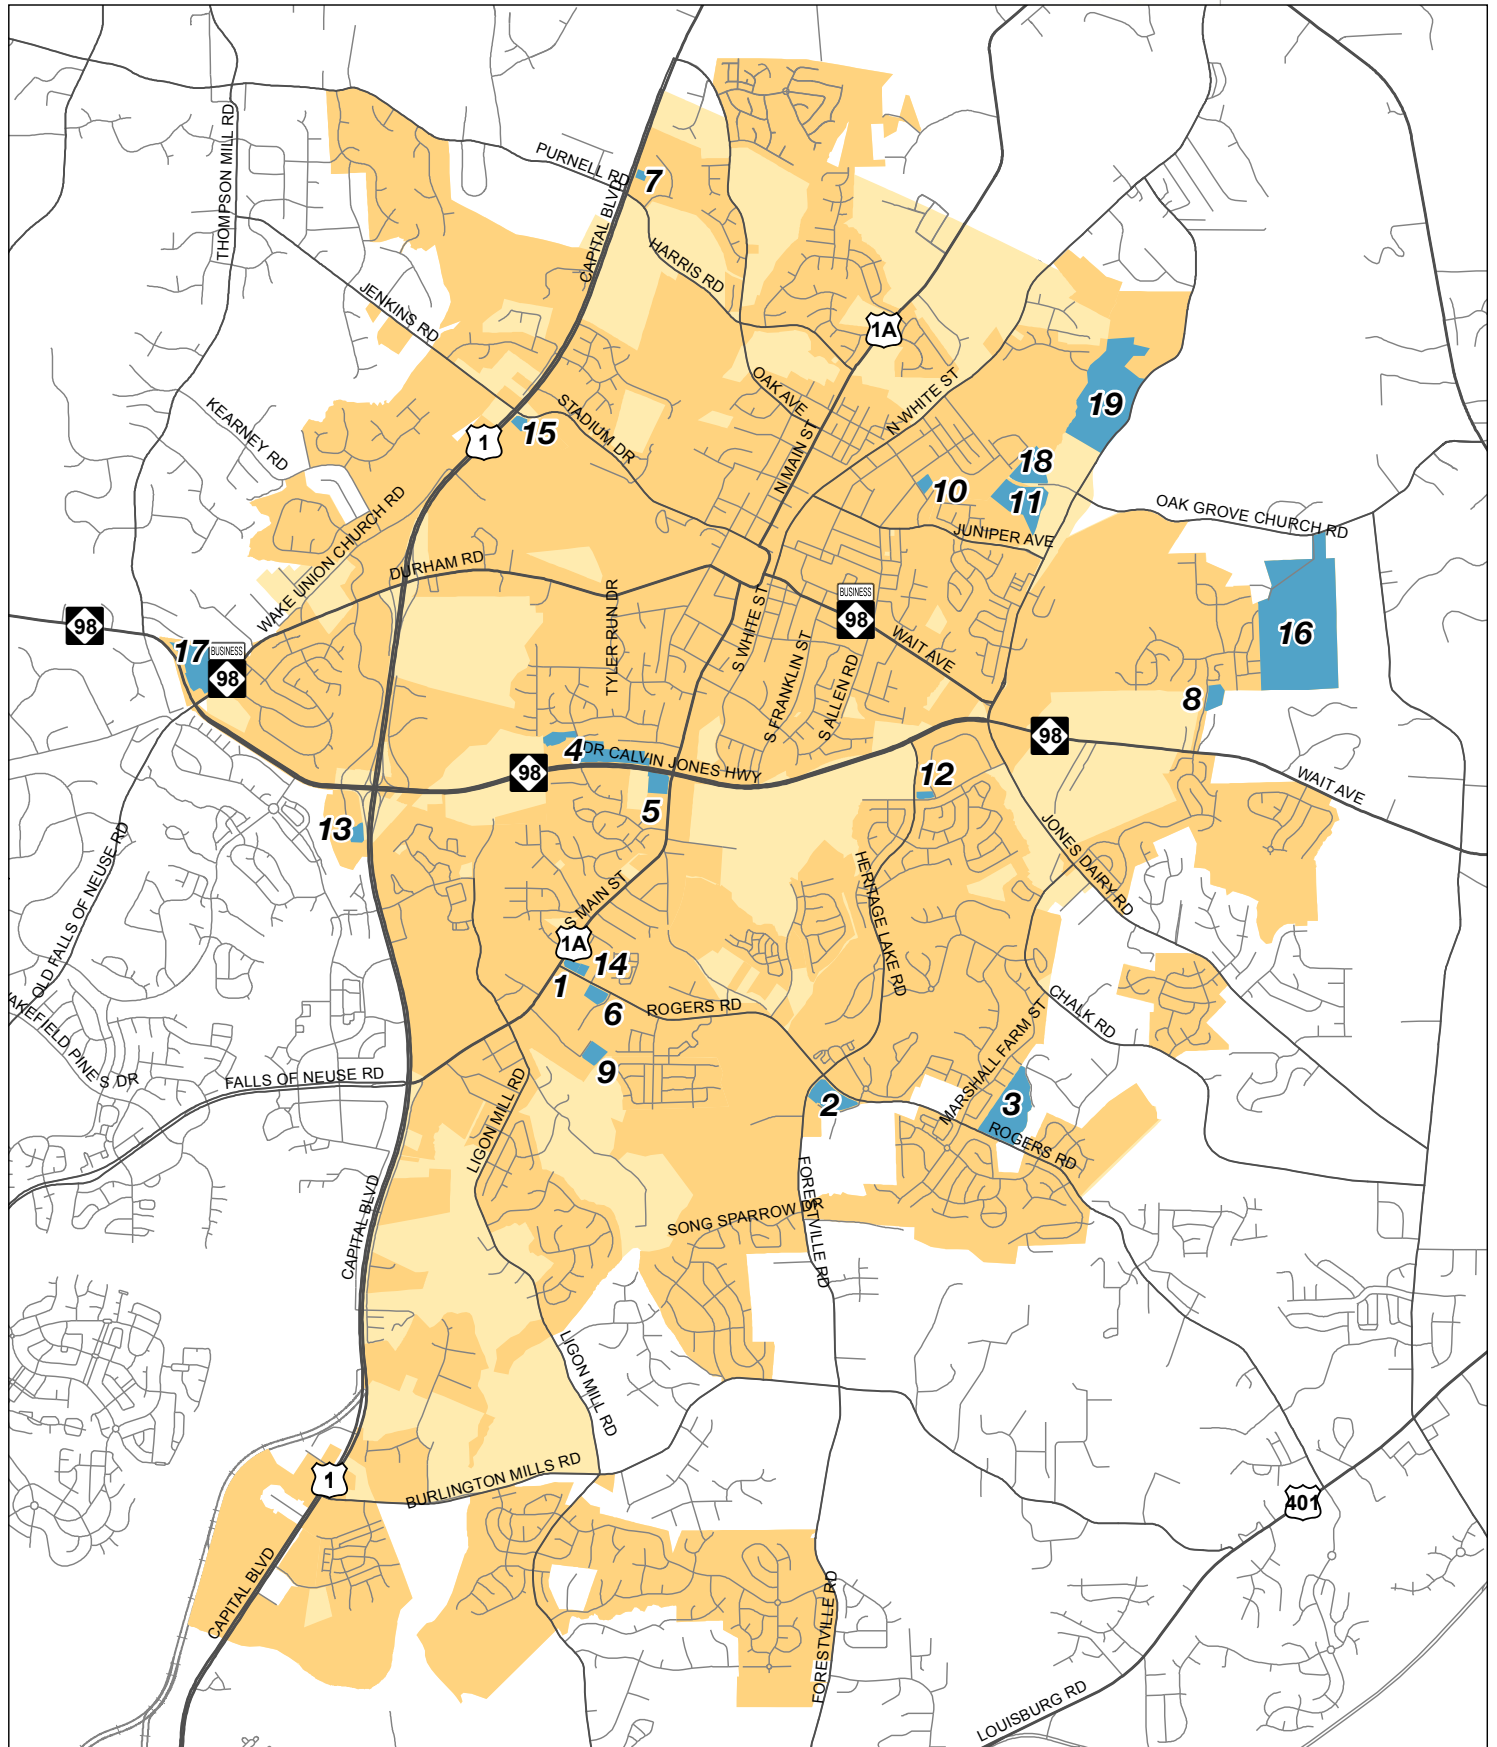 THOMPSON MILL RD
PURNELL RD
7
CAPITAL BLVD
HARRIS RD
JENKINS RD
1A
OAK AVE
N WHITE ST
19
KEARNEY RD
STADIUM DR
15
1
N MAIN ST
18
10
11
OAK GROVE CHURCH RD
JUNIPER AVE
WAKE UNION CHURCH RD
DURHAM RD
TYLER RUN DR
S WHITE ST
BUSINESS
98
98
WAIT AVE
16
17
BUSINESS
98
S FRANKLIN ST
S ALLEN RD
8
4
DR CALVIN JONES HWY
98
98
12
WAIT AVE
5
13
JONES DAIRY RD
OLD FALLS OF NEUSE RD
HERITAGE LAKE RD
S MAIN ST
1A
14
1
6
ROGERS RD
CHALK RD
WAKEFIELD PINES DR
MARSHALL FARM ST
9
FALLS OF NEUSE RD
LIGON MILL RD
2
3
ROGERS RD
CAPITAL BLVD
FORESTVILLE RD
SONG SPARROW DR
LIGON MILL RD
1
BURLINGTON MILLS RD
401
CAPITAL BLVD
FORESTVILLE RD
LOUISBURG RD